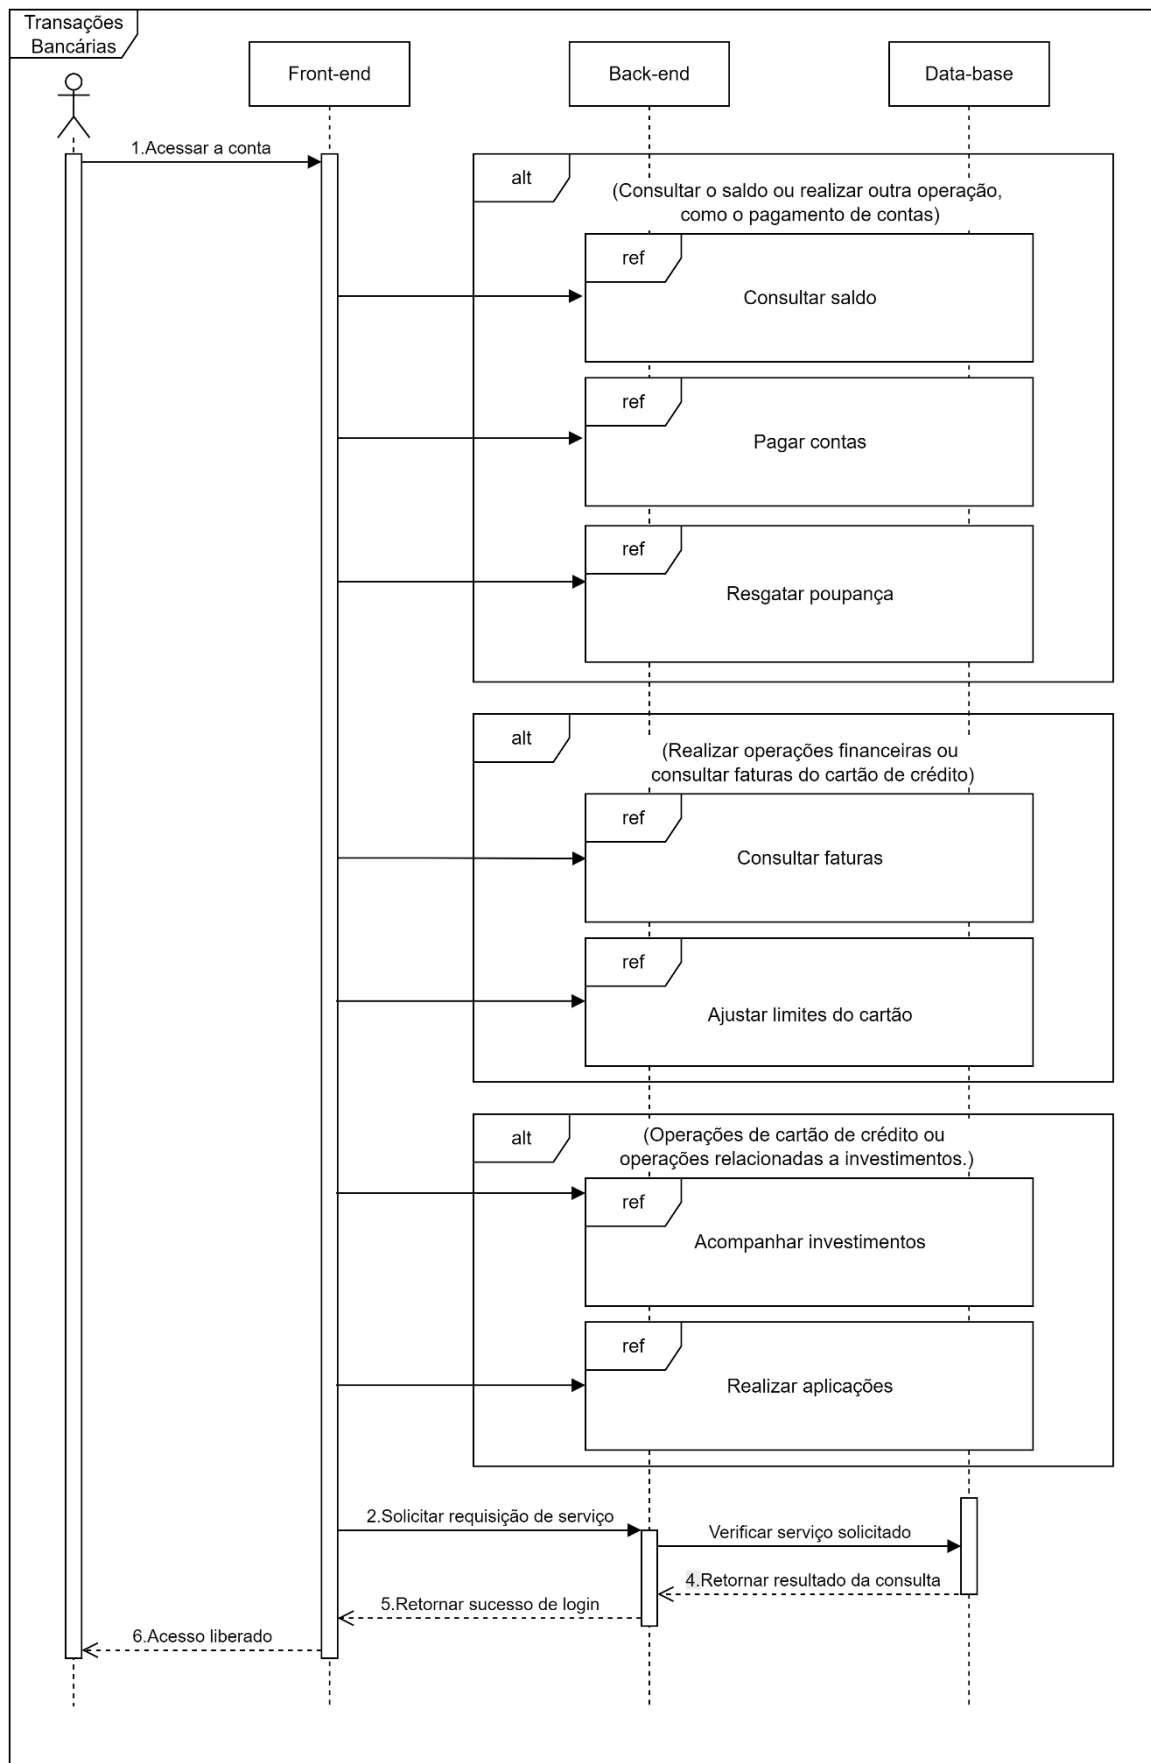 Transações
Bancárias
Front-end
Back-end
Data-base
1.Acessar a conta
alt
(Consultar o saldo ou realizar outra operação,
como o pagamento de contas)
ref
Consultar saldo
ref
Pagar contas
ref
Resgatar poupança
alt
(Realizar operações financeiras ou
consultar faturas do cartão de crédito)
ref
Consultar faturas
ref
Ajustar limites do cartão
alt
(Operações de cartão de crédito ou
operações relacionadas a investimentos.)
ref
Acompanhar investimentos
ref
Realizar aplicações
2.Solicitar requisição de serviço
Verificar serviço solicitado
4.Retornar resultado da consulta
5.Retornar sucesso de login
6.Acesso liberado